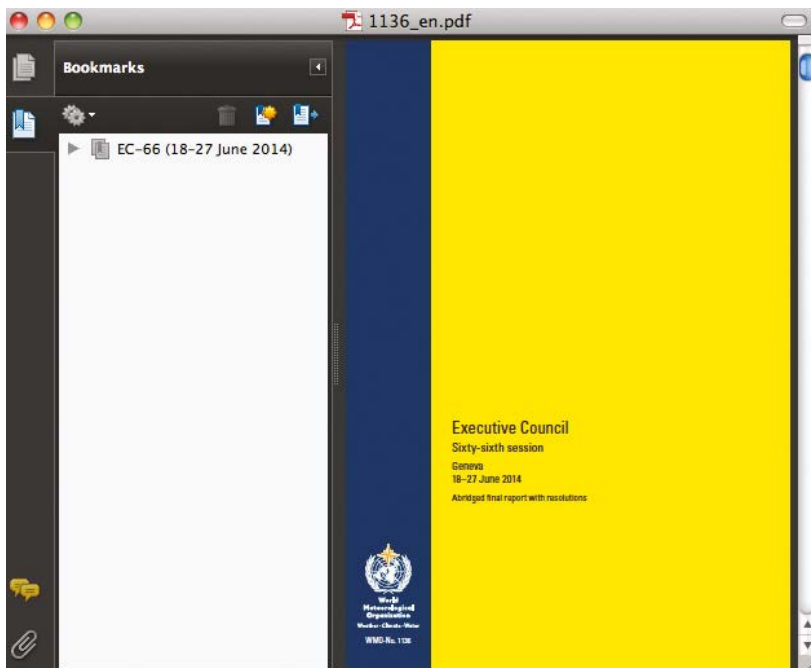 1136_en.pdf
Bookmarks
EC-66 (18-27 June 2014)
Executive Council
Sixty-sixth session
Geneva
18–27 June 2014
Abridged final report with resolutions
World
Meteorological
Organization
Weather · Climate · Water
WMO-No. 1136